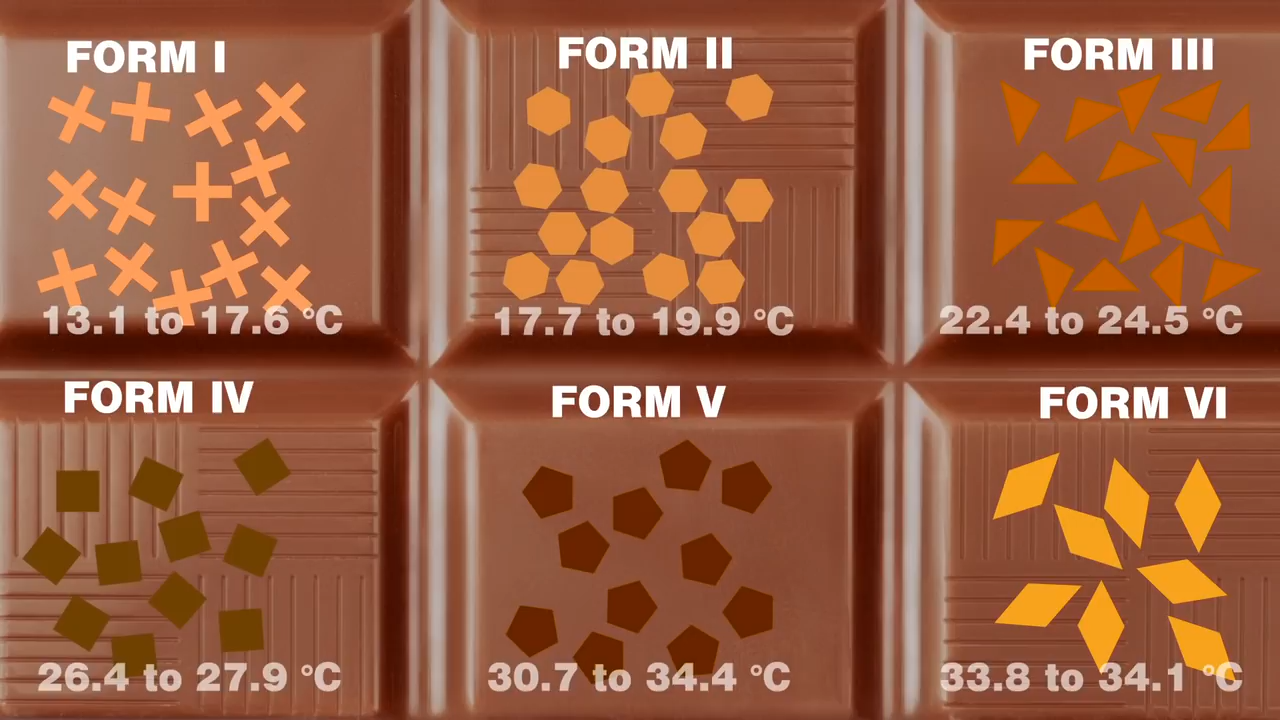 FORM I
FORM II
FORM III
13.1 to 17.6 °C
17.7 to 19.9 °C
22.4 to 24.5 °C
FORM IV
FORM V
FORM VI
26.4 to 27.9 °C
30.7 to 34.4 °C
33.8 to 34.1 °C